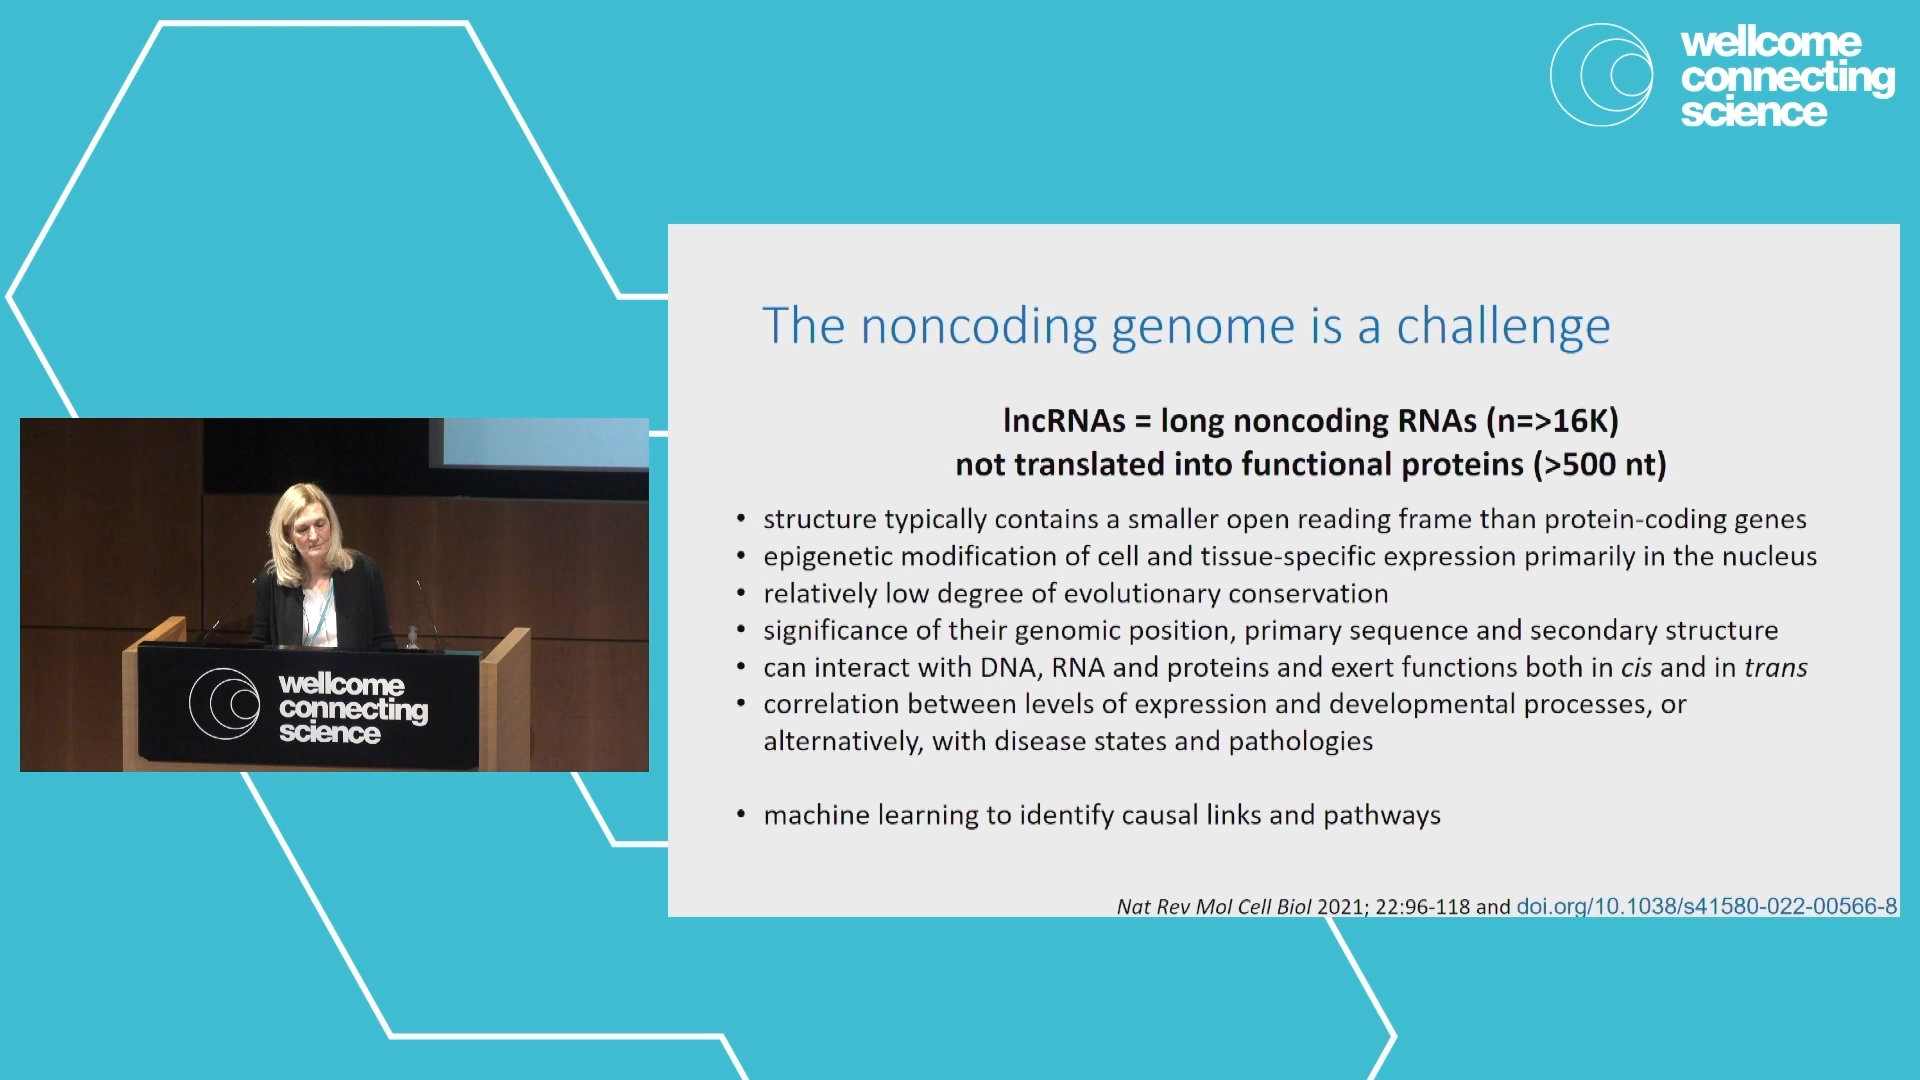 wellcome
connecting
science
The noncoding genome is a challenge
lncRNAs = long noncoding RNAs (n=>16K)
not translated into functional proteins (>500 nt)
• structure typically contains a smaller open reading frame than protein-coding genes
• epigenetic modification of cell and tissue-specific expression primarily in the nucleus
• relatively low degree of evolutionary conservation
• significance of their genomic position, primary sequence and secondary structure
• can interact with DNA, RNA and proteins and exert functions both in cis and in trans
• correlation between levels of expression and developmental processes, or
alternatively, with disease states and pathologies
• machine learning to identify causal links and pathways
Nat Rev Mol Cell Biol 2021; 22:96-118 and doi.org/10.1038/s41580-022-00566-8
wellcome
connecting
science